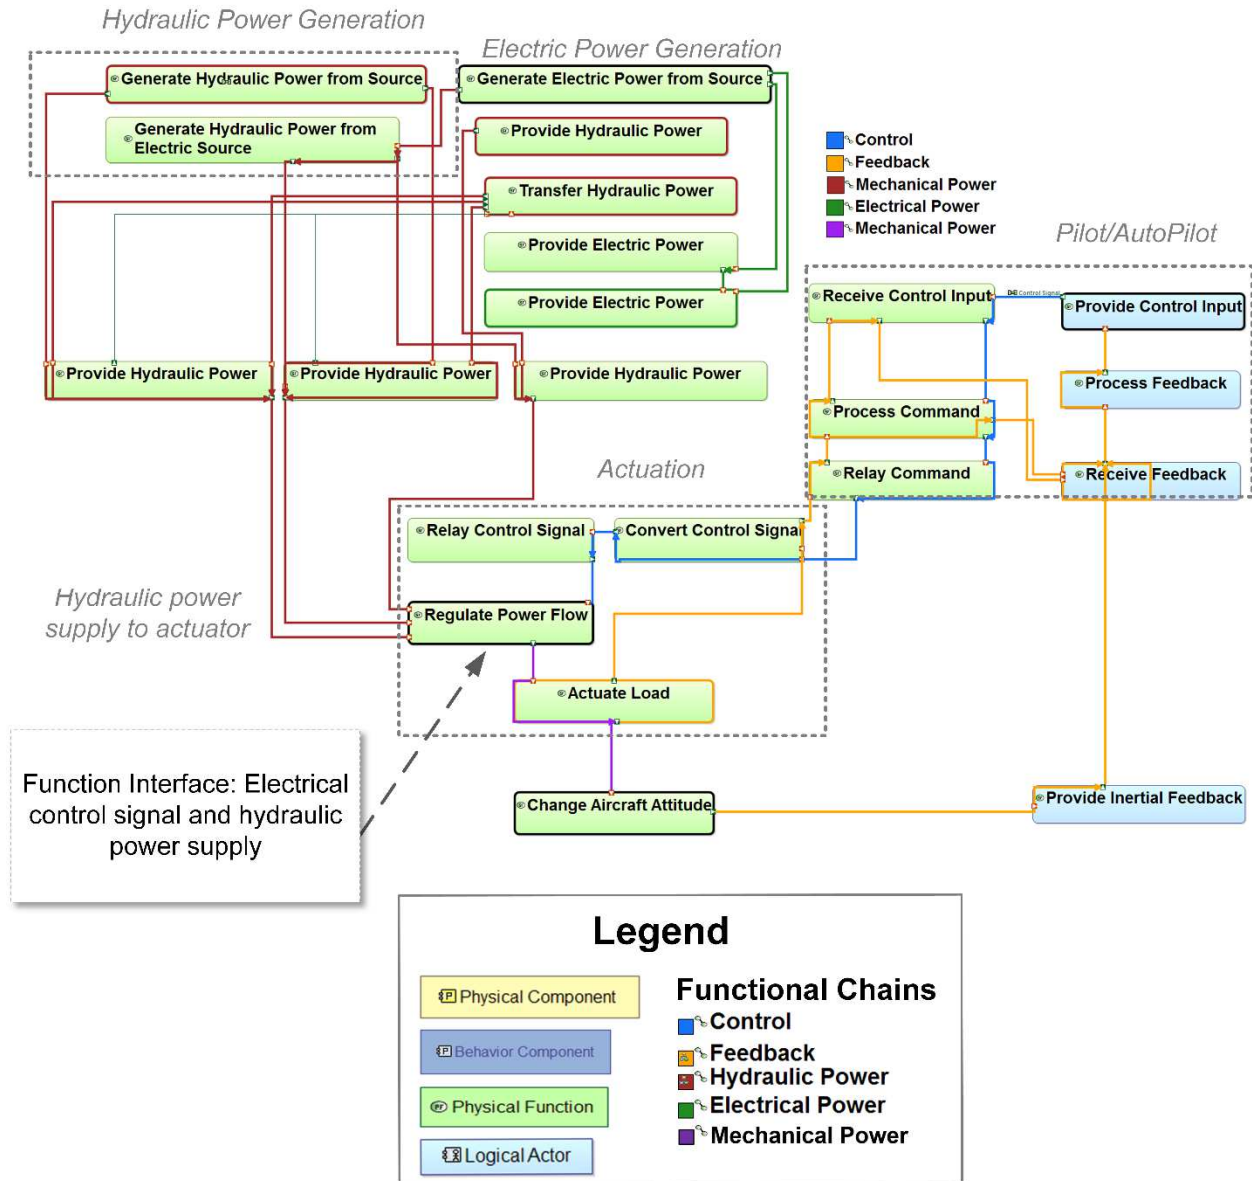 Hydraulic Power Generation
Electric Power Generation
Generate Hydraulic Power from Source
Generate Electric Power from Source
Generate Hydraulic Power from
Electric Source
Provide Hydraulic Power
Transfer Hydraulic Power
Provide Electric Power
Provide Electric Power
Control
Feedback
Mechanical Power
Electrical Power
Mechanical Power
Pilot/AutoPilot
Receive Control Input
Control Signal
Provide Control Input
Process Feedback
Process Command
Relay Command
Receive Feedback
Provide Hydraulic Power
Provide Hydraulic Power
Provide Hydraulic Power
Actuation
Relay Control Signal
Convert Control Signal
Hydraulic power
supply to actuator
Regulate Power Flow
Actuate Load
Function Interface: Electrical
control signal and hydraulic
power supply
Change Aircraft Attitude
Provide Inertial Feedback
Legend
Physical Component
Behavior Component
Physical Function
Logical Actor
Functional Chains
Control
Feedback
Hydraulic Power
Electrical Power
Mechanical Power